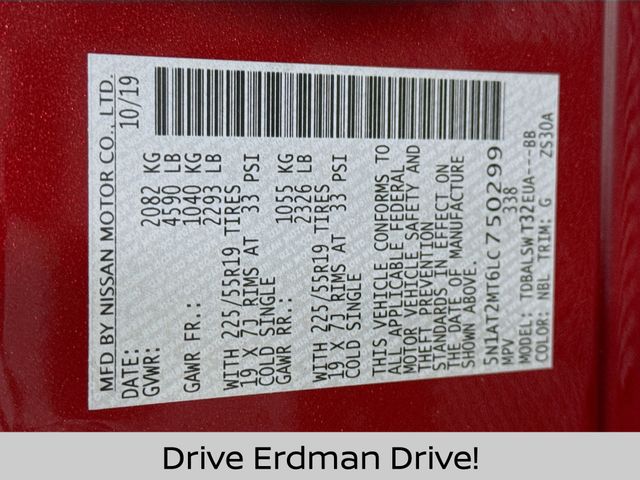 MFD BY NISSAN MOTOR CO., LTD.
DATE: 10/19
GVWR: 2082 KG
4590 LB
GAWR FR.: 1040 KG
2293 LB
WITH 225/55R19 TIRES
19 X 7J RIMS AT 33 PSI
COLD SINGLE
GAWR RR.: 1055 KG
2326 LB
WITH 225/55R19 TIRES
19 X 7J RIMS AT 33 PSI
COLD SINGLE
THIS VEHICLE CONFORMS TO
ALL APPLICABLE FEDERAL
MOTOR VEHICLE SAFETY AND
THEFT PREVENTION
STANDARDS IN EFFECT ON
THE DATE OF MANUFACTURE
SHOWN ABOVE.
5N1AT2MT6LC750299
MPV 338
MODEL: TDBALSWT32EUA---BB
COLOR: NBL TRIM: G ZS30A
Drive Erdman Drive!